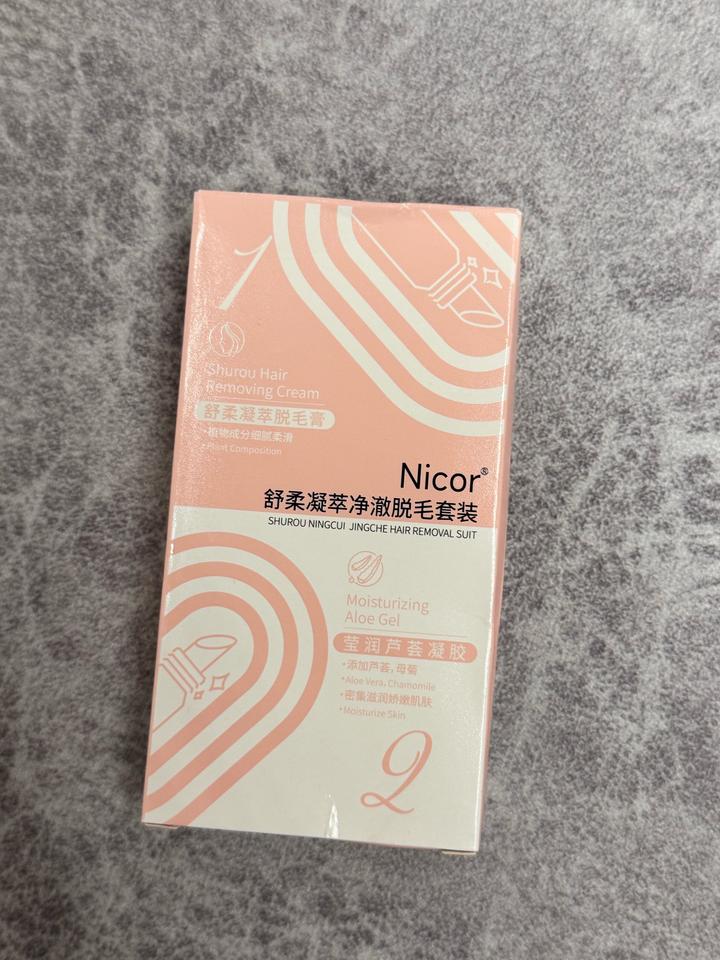 1
Shurou Hair
Removing Cream
舒柔凝萃脱毛膏
·植物成分细腻柔滑
·Plant Composition
Nicor®
舒柔凝萃净澈脱毛套装
SHUROU NINGCUI JINGCHE HAIR REMOVAL SUIT
Moisturizing
Aloe Gel
莹润芦荟凝胶
·添加芦荟,母菊
·Aloe Vera, Chamomile
·密集滋润娇嫩肌肤
·Moisturize Skin
2